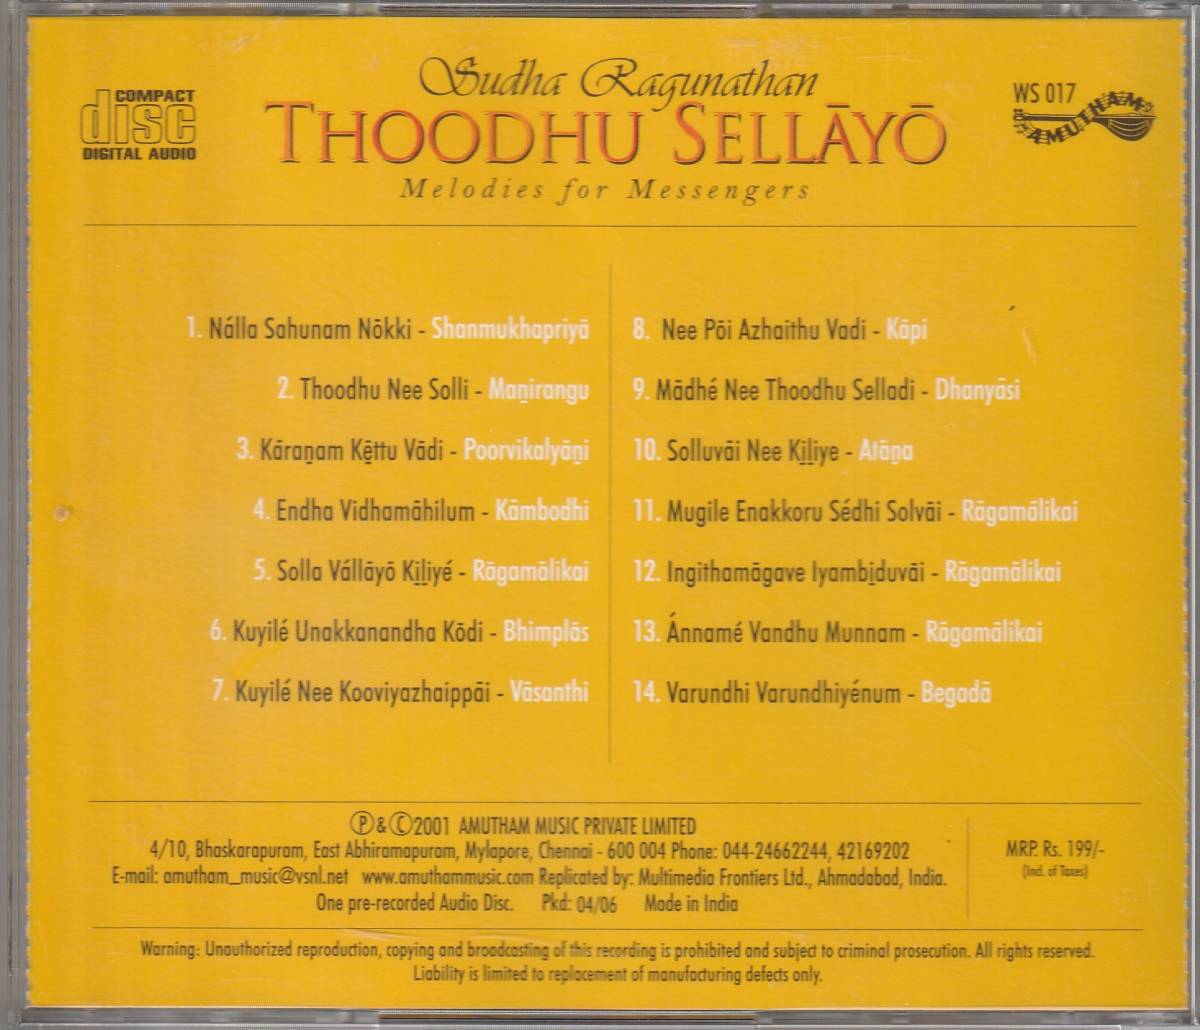 COMPACT
disc
DIGITAL AUDIO
Sudha Ragunathan
THOODHU SELLĀYŌ
Melodies for Messengers
WS 017
AMUTHAM
1. Nálla Sahunam Nōkki - Shanmukhapriyā
2. Thoodhu Nee Solli - Maṉirangu
3. Kāraṉam Kēttu Vādi - Poorvikalyāṉi
4. Endha Vidhamāhilum - Kāmbodhi
5. Solla Vállāyō Kiḻiyé - Rāgamālikai
6. Kuyilé Unakkanandha Kōdi - Bhimplās
7. Kuyilé Nee Kooviyazhaippāi - Vāsanthi
8. Nee Pōi Azhaithu Vadi - Kāpi
9. Mādhé Nee Thoodhu Selladi - Dhanyāsi
10. Solluvāi Nee Kiḻiye - Atāṉa
11. Mugile Enakkoru Sédhi Solvāi - Rāgamālikai
12. Ingithamāgave Iyambiḏuvāi - Rāgamālikai
13. Ánnamé Vandhu Munnam - Rāgamālikai
14. Varundhi Varundhiyénum - Begadā
Ⓟ&Ⓒ2001 AMUTHAM MUSIC PRIVATE LIMITED
4/10, Bhaskarapuram, East Abhiramapuram, Mylapore, Chennai - 600 004 Phone: 044-24662244, 42169202
E-mail: amutham_music@vsnl.net www.amuthammusic.com Replicated by: Multimedia Frontiers Ltd., Ahmadabad, India.
One pre-recorded Audio Disc. Pkd: 04/06 Made in India
MRP. Rs. 199/-
(Incl. of Taxes)
Warning: Unauthorized reproduction, copying and broadcasting of this recording is prohibited and subject to criminal prosecution. All rights reserved.
Liability is limited to replacement of manufacturing defects only.